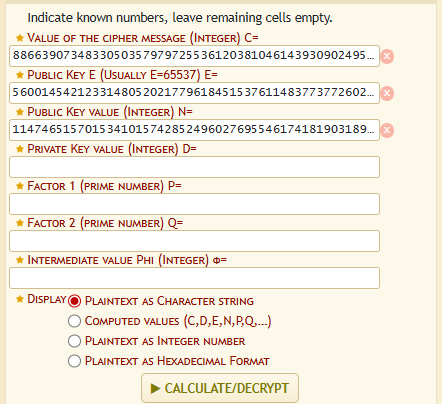 Indicate known numbers, leave remaining cells empty.
★ Value of the cipher message (Integer) C=
8866390734833050357979725536120381046143930902495...
★ Public Key E (Usually E=65537) E=
5600145421233148052021779618451537611483773772602...
★ Public Key value (Integer) N=
1147465157015341015742852496027695546174181903189...
★ Private Key value (Integer) D=
★ Factor 1 (prime number) P=
★ Factor 2 (prime number) Q=
★ Intermediate value Phi (Integer) Φ=
★ Display Plaintext as Character string
Computed values (C,D,E,N,P,Q,...)
Plaintext as Integer number
Plaintext as Hexadecimal Format
▶ CALCULATE/DECRYPT